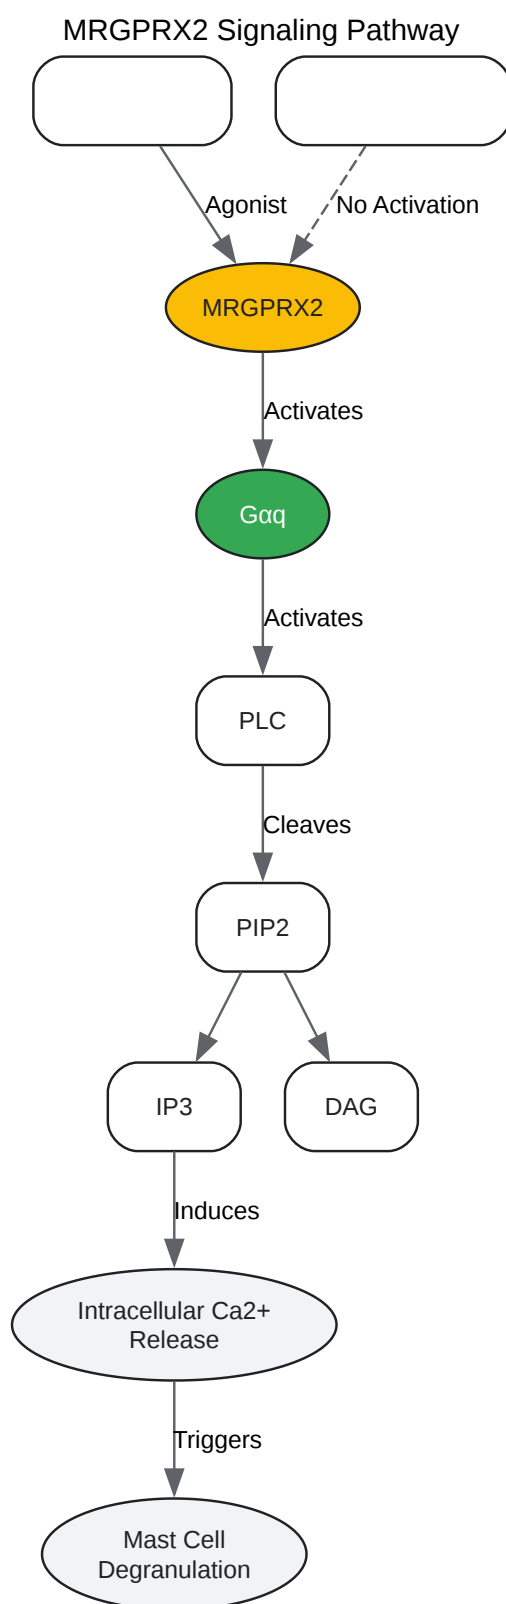 MRGPRX2 Signaling Pathway
Agonist
No Activation
MRGPRX2
Activates
Gαq
Activates
PLC
Cleaves
PIP2
IP3
DAG
Induces
Intracellular Ca2+
Release
Triggers
Mast Cell
Degranulation